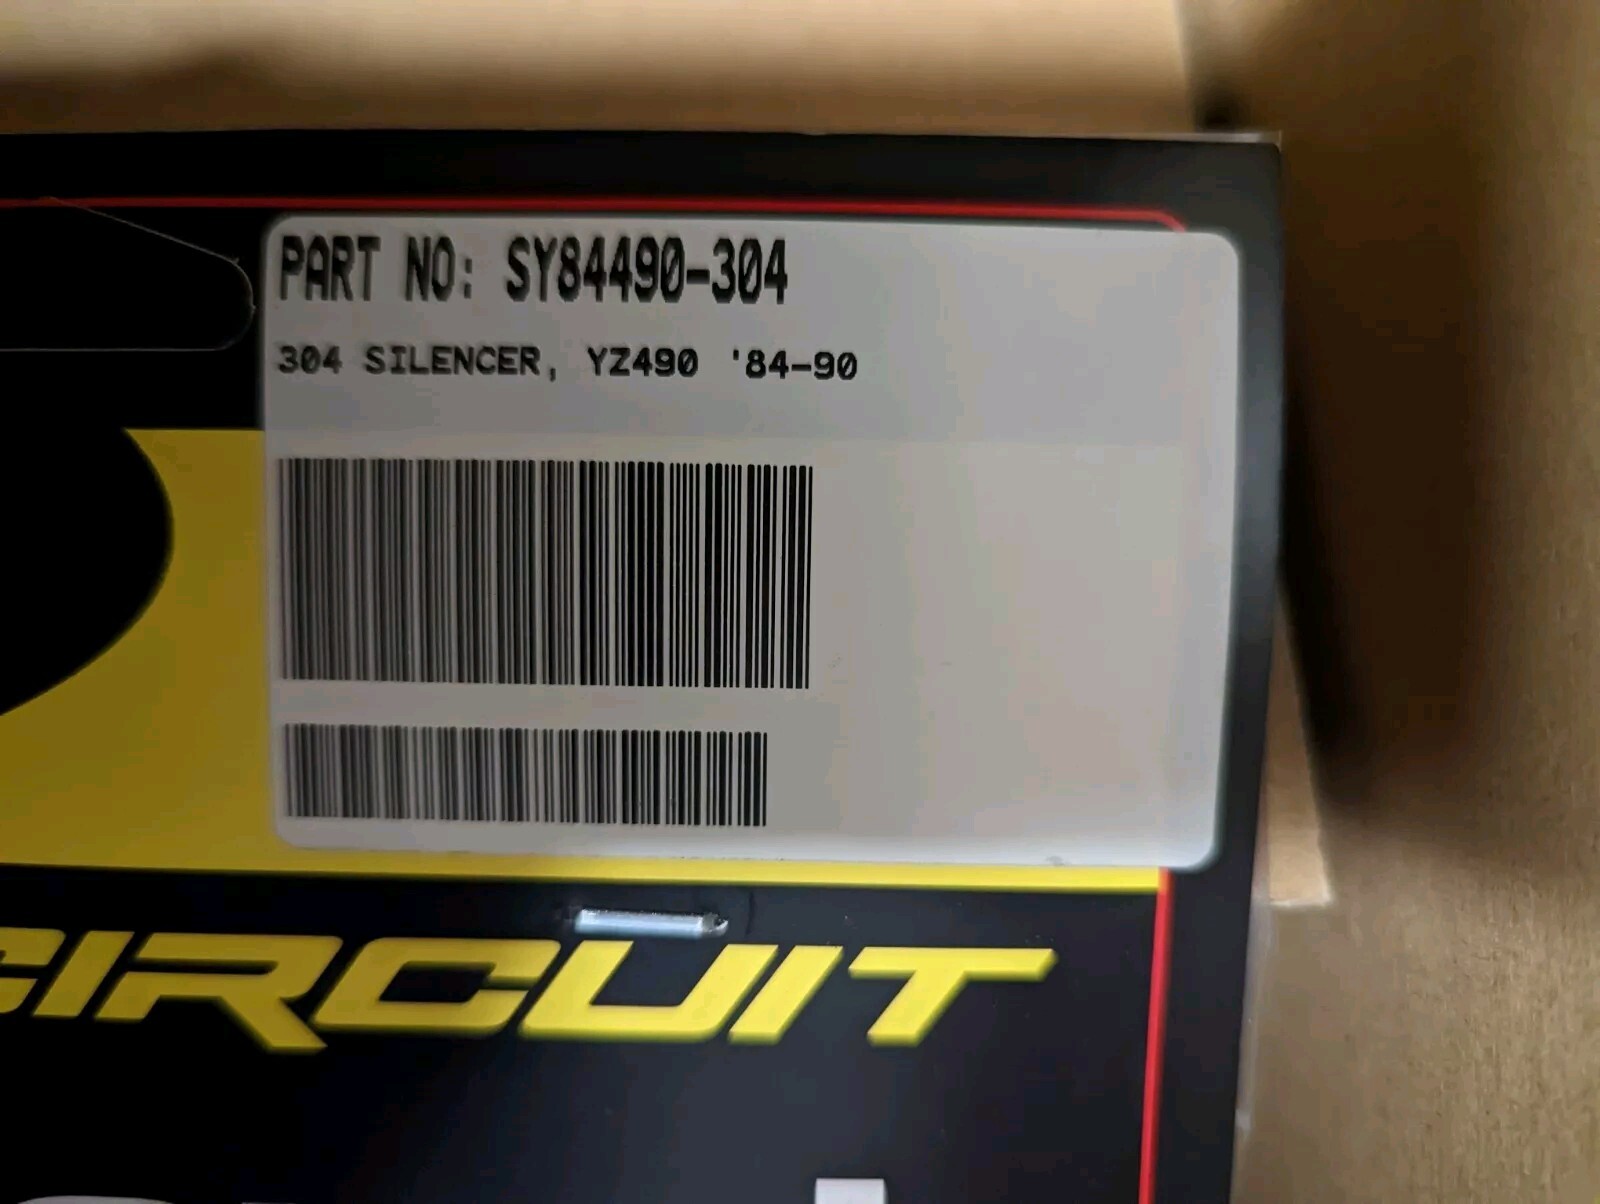 PART NO: SY84490-304
304 SILENCER, YZ490 '84-90
CIRCUIT